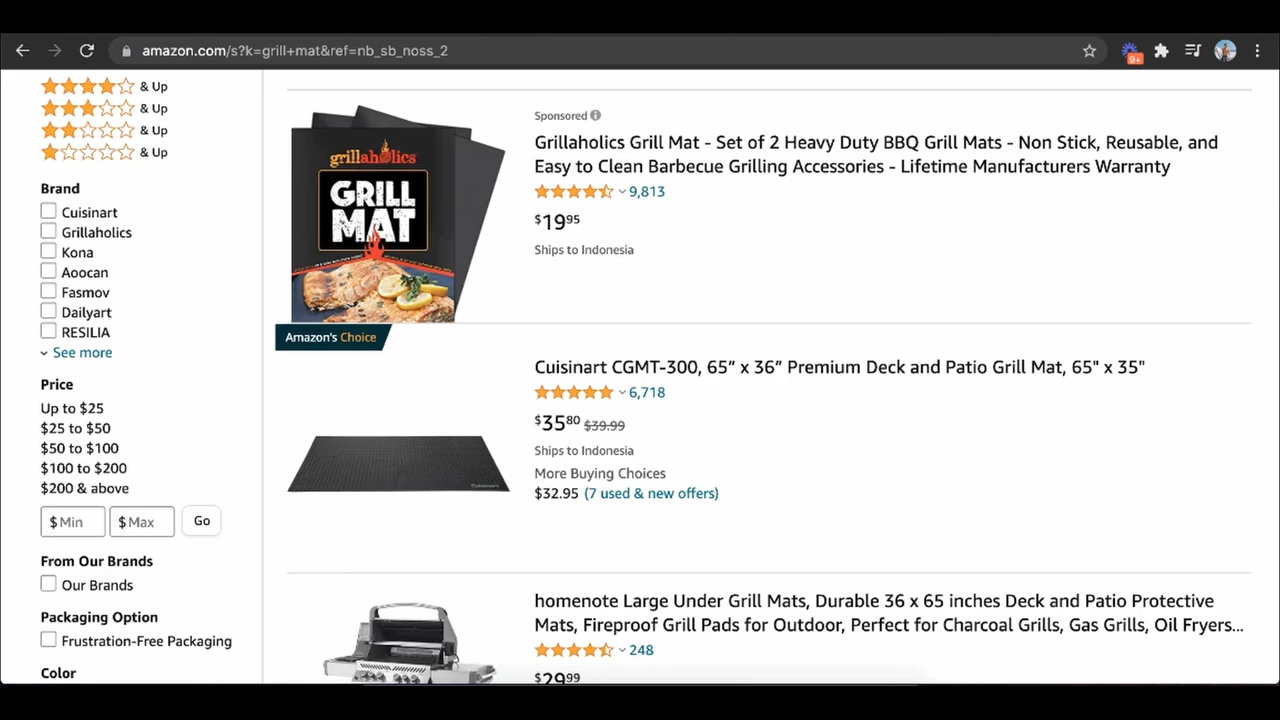 amazon.com/s?k=grill+mat&ref=nb_sb_noss_2
9+
& Up
& Up
& Up
& Up
Brand
Cuisinart
Grillaholics
Kona
Aoocan
Fasmov
Dailyart
RESILIA
See more
Price
Up to $25
$25 to $50
$50 to $100
$100 to $200
$200 & above
$ Min
$ Max
Go
From Our Brands
Our Brands
Packaging Option
Frustration-Free Packaging
Color
grillaholics
GRILL
MAT
Sponsored
Grillaholics Grill Mat - Set of 2 Heavy Duty BBQ Grill Mats - Non Stick, Reusable, and
Easy to Clean Barbecue Grilling Accessories - Lifetime Manufacturers Warranty
9,813
$19.95
Ships to Indonesia
Amazon's Choice
Cuisinart CGMT-300, 65” x 36” Premium Deck and Patio Grill Mat, 65" x 35"
6,718
$35.80 $39.99
Ships to Indonesia
More Buying Choices
$32.95 (7 used & new offers)
Cuisinart
homenote Large Under Grill Mats, Durable 36 x 65 inches Deck and Patio Protective
Mats, Fireproof Grill Pads for Outdoor, Perfect for Charcoal Grills, Gas Grills, Oil Fryers...
248
$29.99